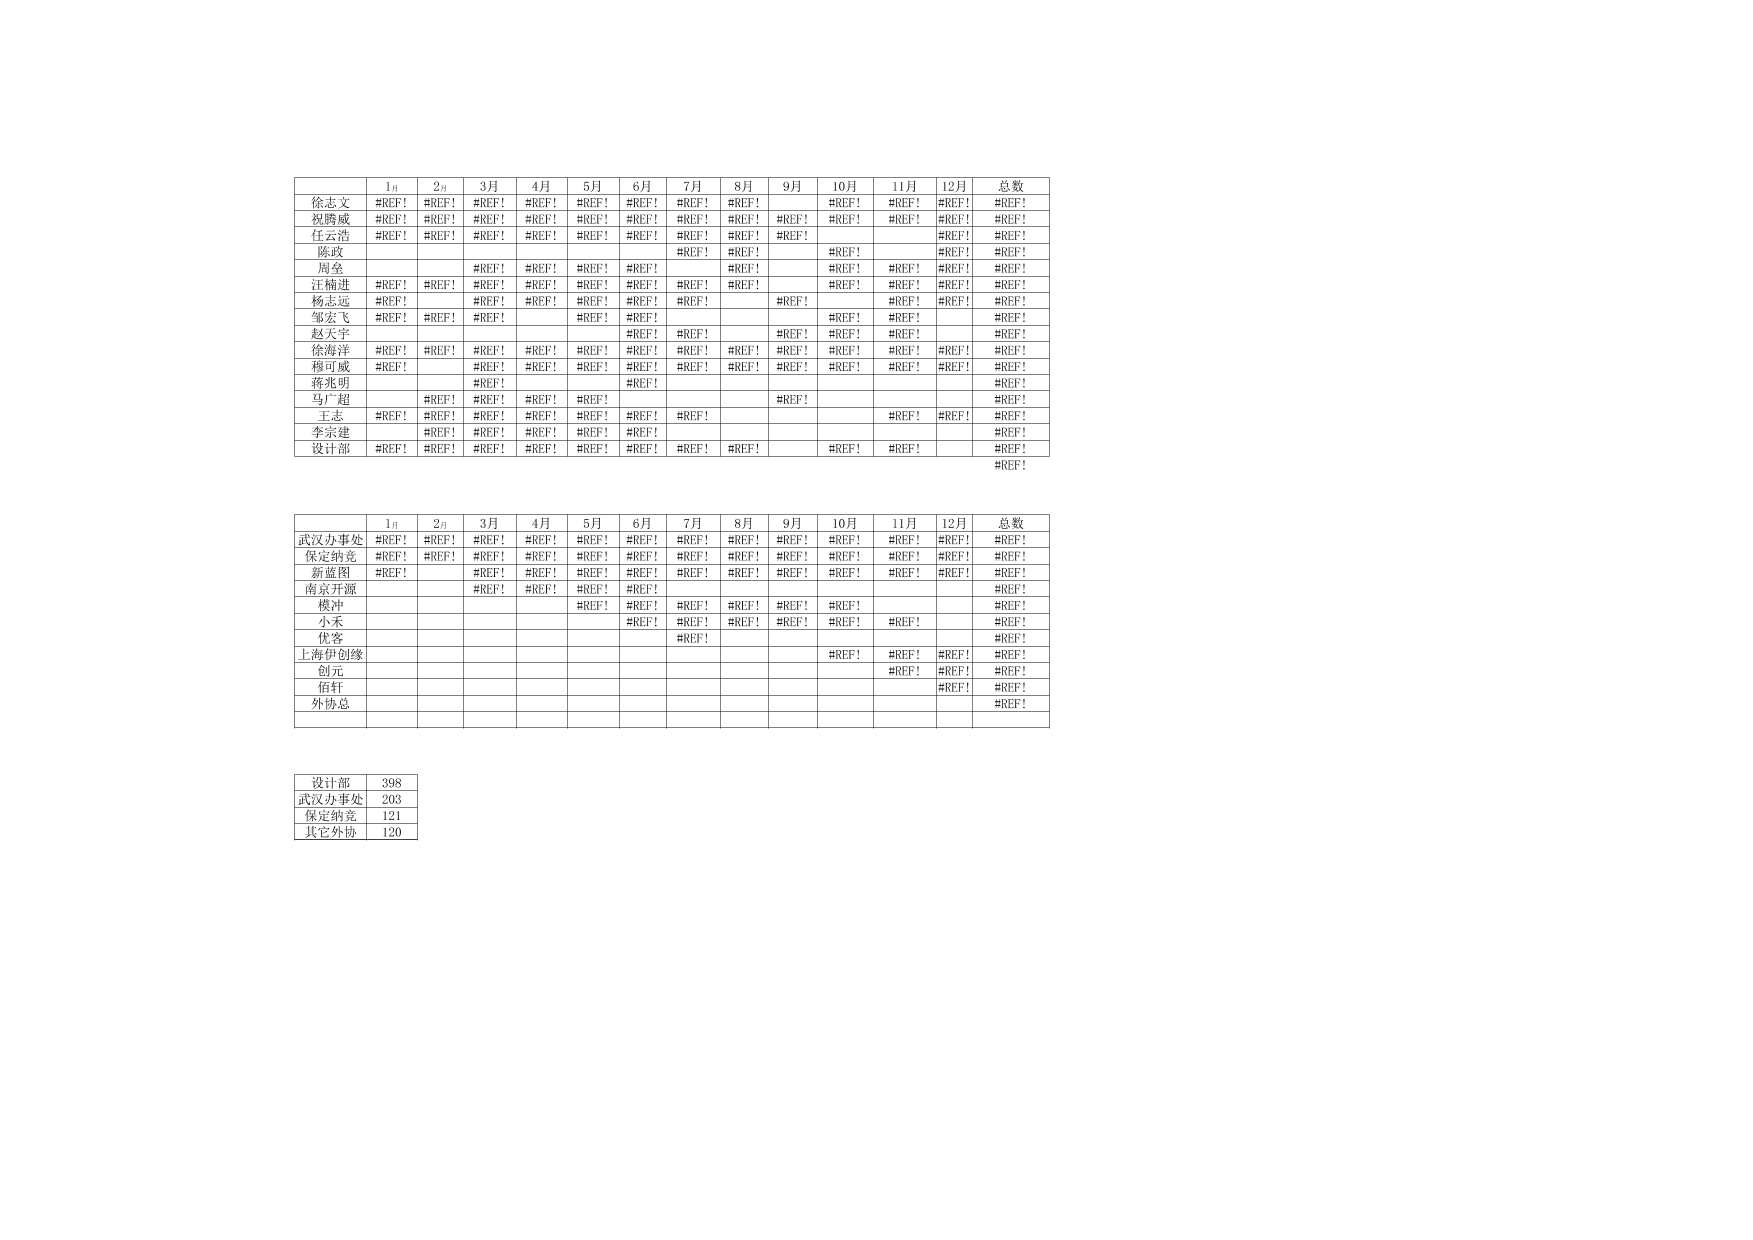 1月 2月 3月 4月 5月 6月 7月 8月 9月 10月 11月 12月 总数
徐志文 #REF! #REF! #REF! #REF! #REF! #REF! #REF! #REF! #REF! #REF! #REF! #REF!
祝腾威 #REF! #REF! #REF! #REF! #REF! #REF! #REF! #REF! #REF! #REF! #REF! #REF! #REF!
任云浩 #REF! #REF! #REF! #REF! #REF! #REF! #REF! #REF! #REF! #REF! #REF!
陈政 #REF! #REF! #REF! #REF! #REF!
周垒 #REF! #REF! #REF! #REF! #REF! #REF! #REF! #REF! #REF!
汪楠进 #REF! #REF! #REF! #REF! #REF! #REF! #REF! #REF! #REF! #REF! #REF! #REF!
杨志远 #REF! #REF! #REF! #REF! #REF! #REF! #REF! #REF! #REF! #REF!
邹宏飞 #REF! #REF! #REF! #REF! #REF! #REF! #REF! #REF!
赵天宇 #REF! #REF! #REF! #REF! #REF! #REF!
徐海洋 #REF! #REF! #REF! #REF! #REF! #REF! #REF! #REF! #REF! #REF! #REF! #REF! #REF!
穆可威 #REF! #REF! #REF! #REF! #REF! #REF! #REF! #REF! #REF! #REF! #REF! #REF!
蒋兆明 #REF! #REF! #REF!
马广超 #REF! #REF! #REF! #REF! #REF! #REF!
王志 #REF! #REF! #REF! #REF! #REF! #REF! #REF! #REF! #REF! #REF!
李宗建 #REF! #REF! #REF! #REF! #REF! #REF!
设计部 #REF! #REF! #REF! #REF! #REF! #REF! #REF! #REF! #REF! #REF! #REF!
#REF!
1月 2月 3月 4月 5月 6月 7月 8月 9月 10月 11月 12月 总数
武汉办事处 #REF! #REF! #REF! #REF! #REF! #REF! #REF! #REF! #REF! #REF! #REF! #REF! #REF!
保定纳竞 #REF! #REF! #REF! #REF! #REF! #REF! #REF! #REF! #REF! #REF! #REF! #REF! #REF!
新蓝图 #REF! #REF! #REF! #REF! #REF! #REF! #REF! #REF! #REF! #REF! #REF! #REF!
南京开源 #REF! #REF! #REF! #REF! #REF!
模冲 #REF! #REF! #REF! #REF! #REF! #REF! #REF!
小禾 #REF! #REF! #REF! #REF! #REF! #REF! #REF!
优客 #REF! #REF!
上海伊创缘 #REF! #REF! #REF! #REF!
创元 #REF! #REF! #REF!
佰轩 #REF! #REF!
外协总 #REF!
设计部 398
武汉办事处 203
保定纳竞 121
其它外协 120